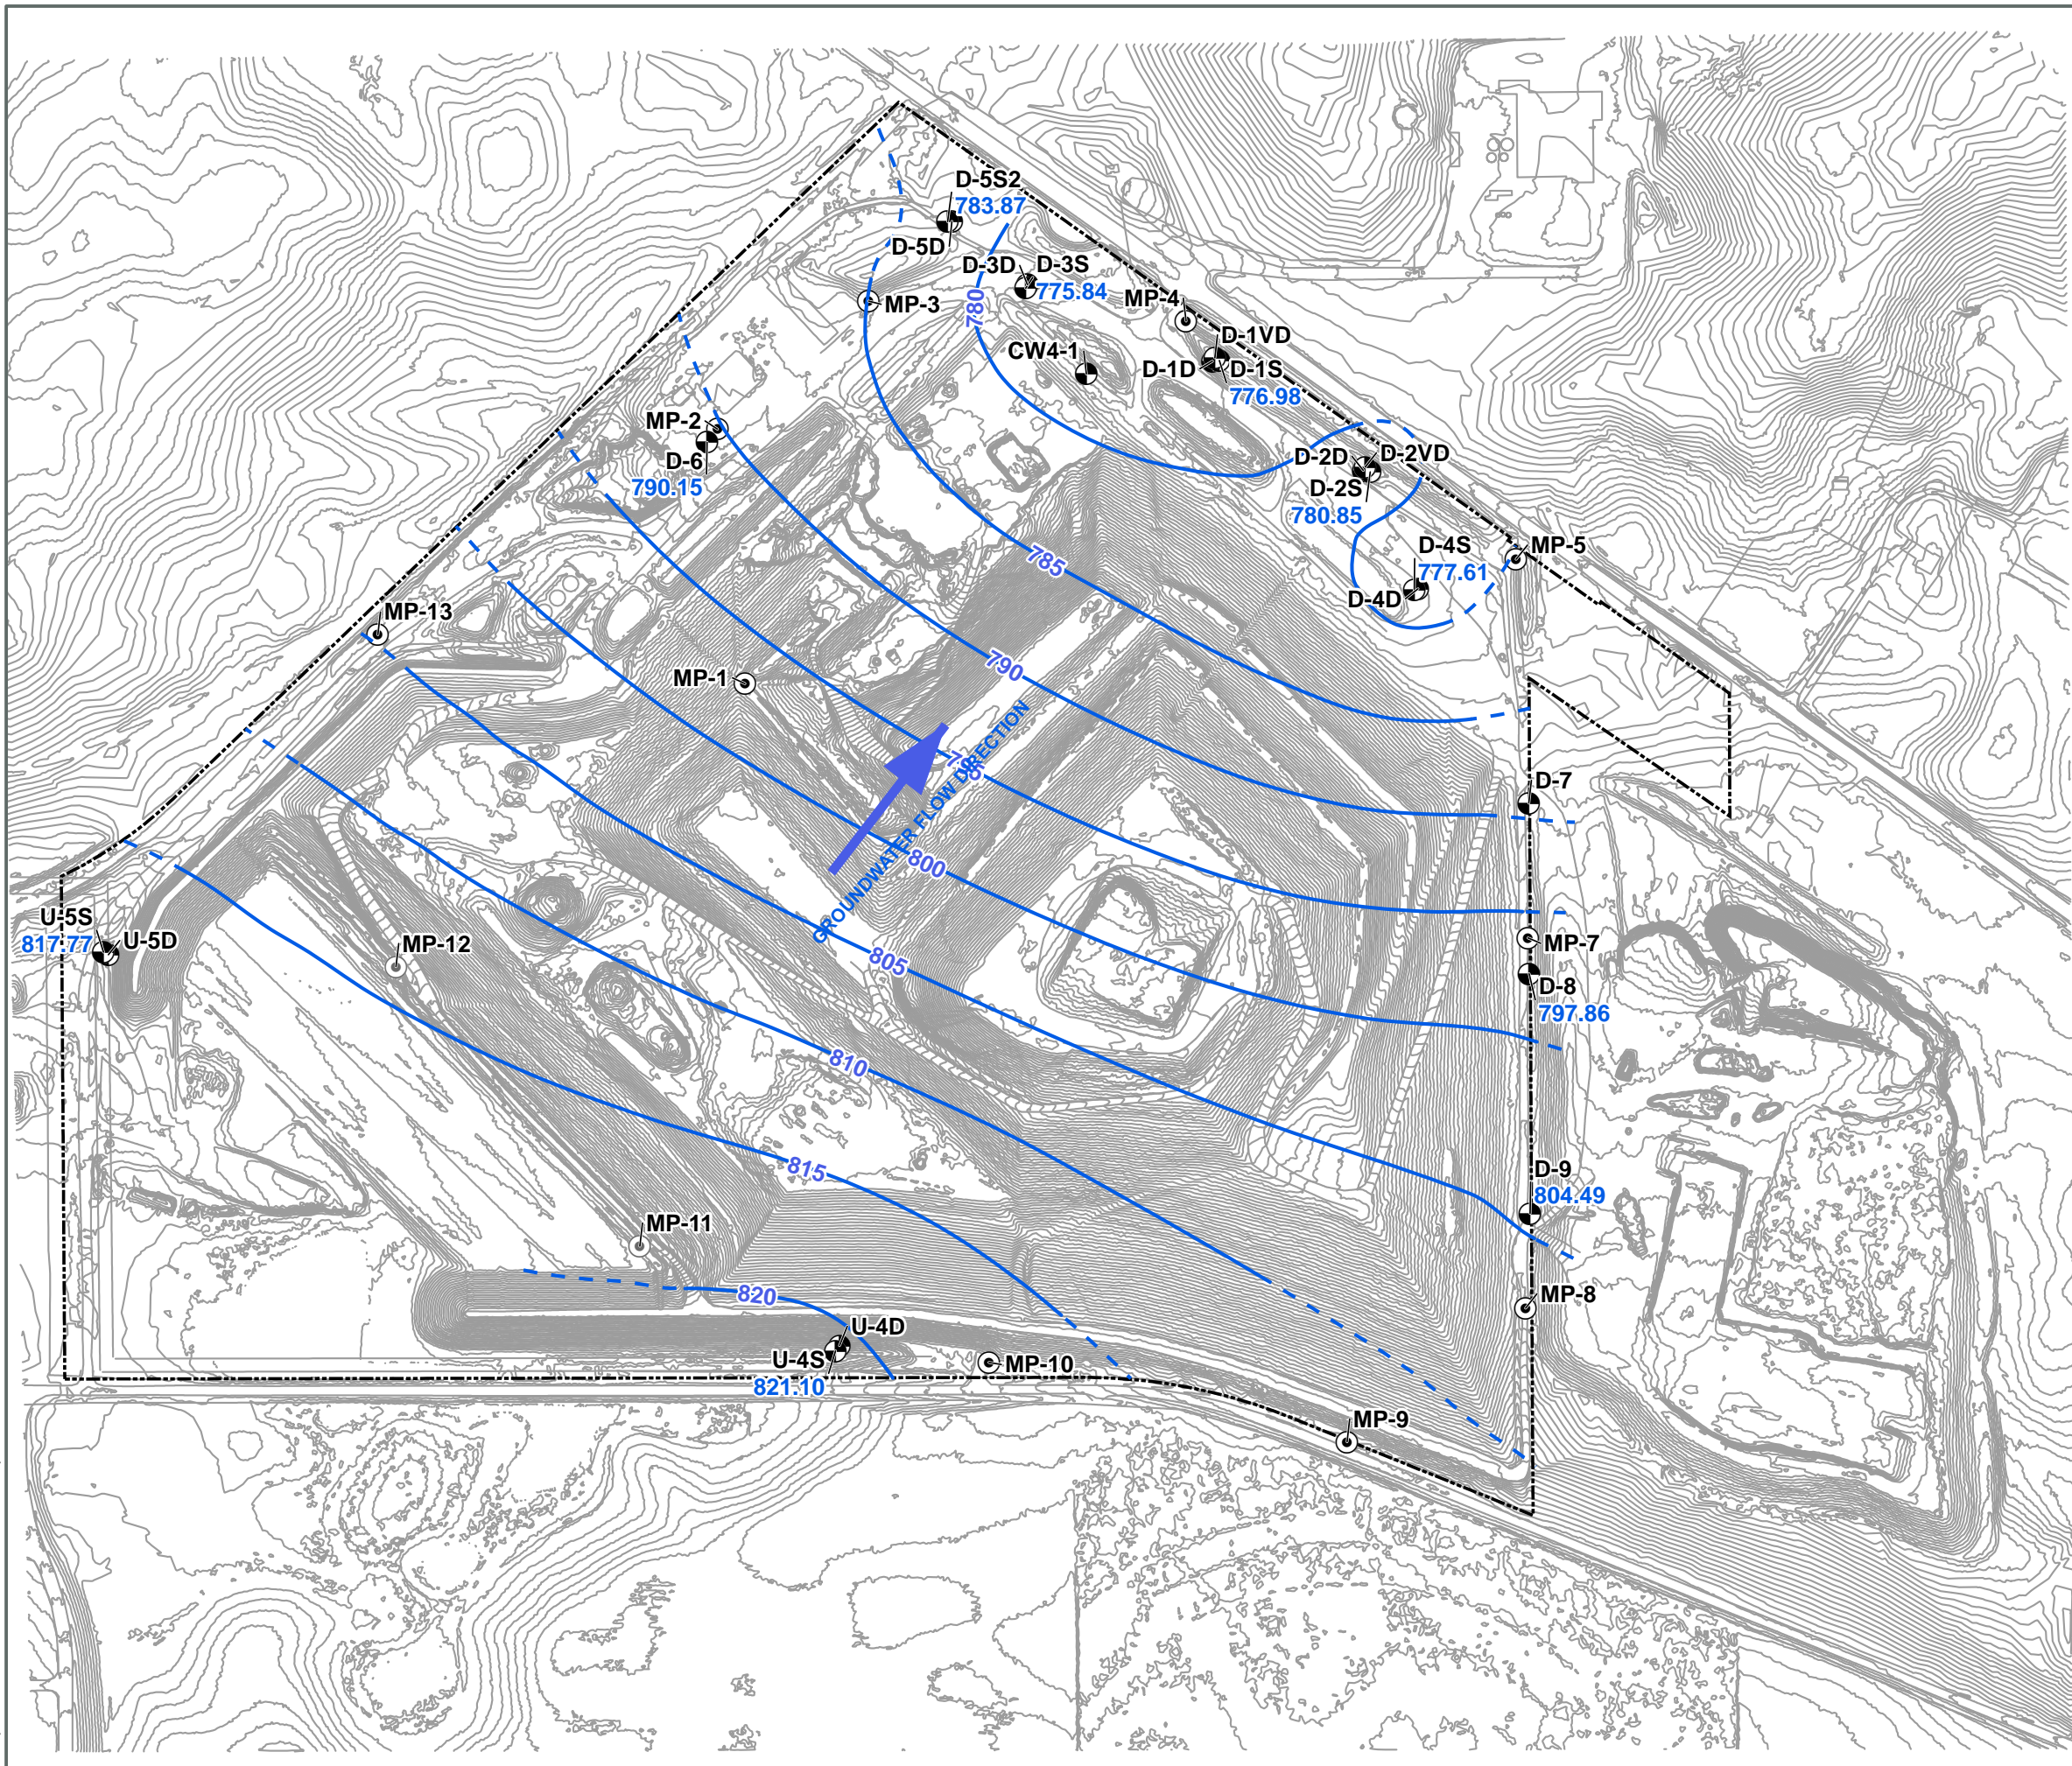 D-5S2
783.87
D-5D
D-3D
D-3S
775.84
780
MP-3
MP-4
D-1VD
CW4-1
D-1D
D-1S
776.98
MP-2
D-6
790.15
D-2D
D-2VD
D-2S
780.85
785
D-4S
777.61
MP-5
D-4D
MP-13
MP-1
790
795
GROUNDWATER FLOW DIRECTION
D-7
800
U-5S
817.77
U-5D
MP-12
805
MP-7
D-8
797.86
810
815
D-9
804.49
MP-11
820
MP-8
U-4D
U-4S
821.10
MP-10
MP-9